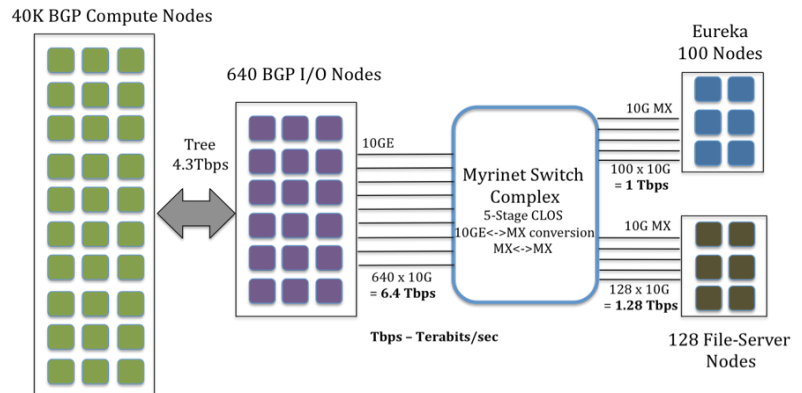 40K BGP Compute Nodes
640 BGP I/O Nodes
Tree
4.3Tbps
10GE
640 x 10G
= 6.4 Tbps
Myrinet Switch
Complex
5-Stage CLOS
10GE<->MX conversion
MX<->MX
Eureka
100 Nodes
10G MX
100 x 10G
= 1 Tbps
10G MX
128 x 10G
= 1.28 Tbps
128 File-Server
Nodes
Tbps – Terabits/sec